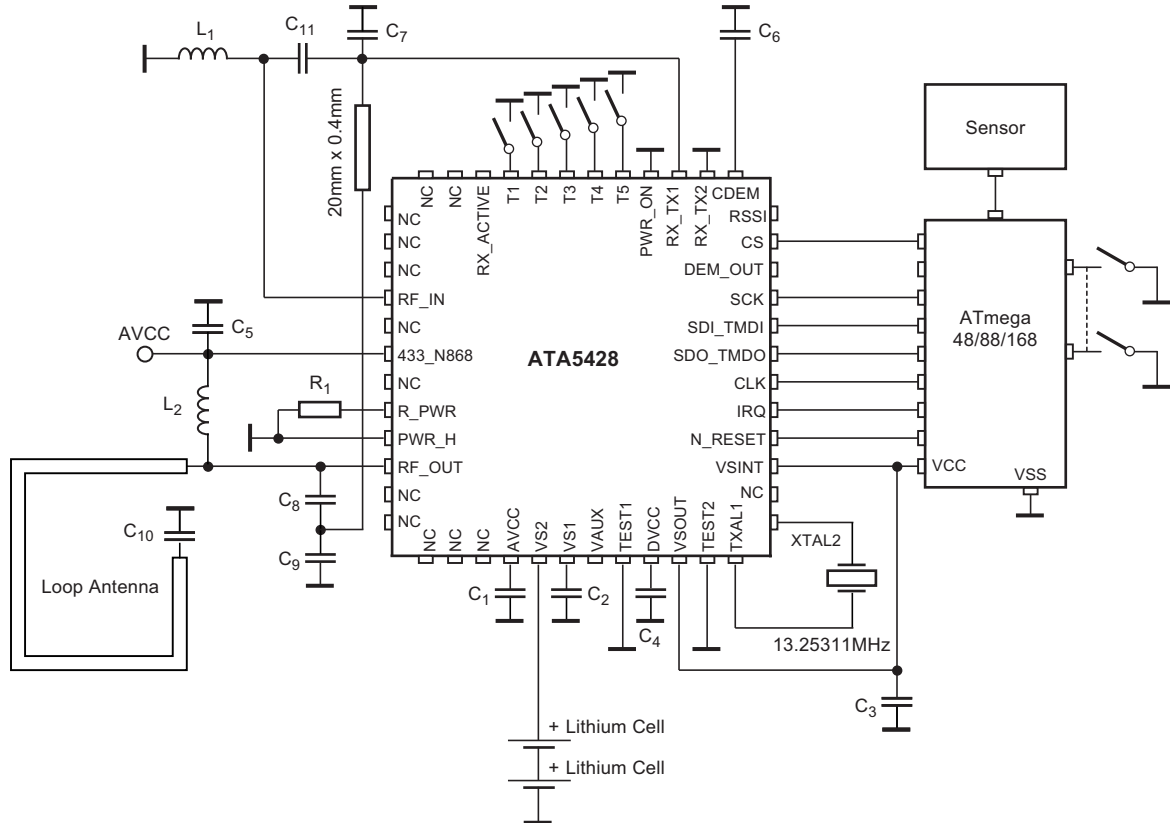 L1
C11
C7
C6
20mm x 0.4mm
Sensor
NC
NC
RX_ACTIVE
T1
T2
T3
T4
T5
PWR_ON
RX_TX1
RX_TX2
CDEM
NC
NC
NC
RF_IN
NC
433_N868
NC
R_PWR
PWR_H
RF_OUT
NC
NC
RSSI
CS
DEM_OUT
SCK
SDI_TMDI
SDO_TMDO
CLK
IRQ
N_RESET
VSINT
NC
XTAL2
ATA5428
ATmega
48/88/168
VCC
VSS
AVCC
C5
L2
R1
C8
C9
C10
Loop Antenna
NC
NC
NC
AVCC
VS2
VS1
VAUX
TEST1
DVCC
VSOUT
TEST2
TXAL1
C1
C2
C4
13.25311MHz
C3
+ Lithium Cell
+ Lithium Cell